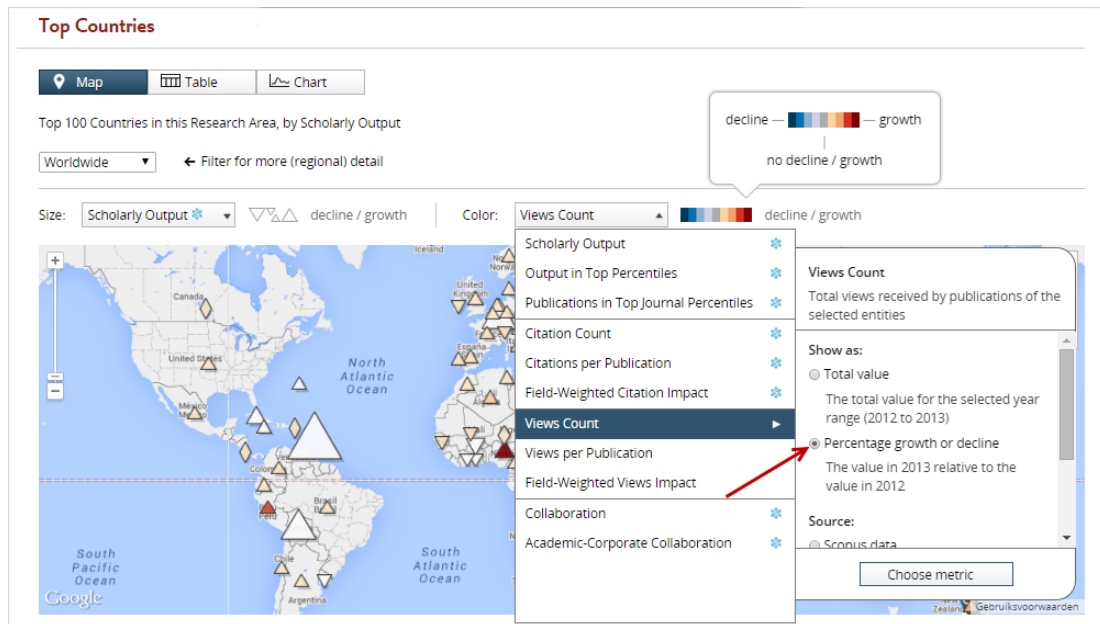 Top Countries
Map
Table
Chart
Top 100 Countries in this Research Area, by Scholarly Output
decline — — growth
no decline / growth
Worldwide
Filter for more (regional) detail
Size:
Scholarly Output
decline / growth
Color:
Views Count
decline / growth
Scholarly Output
Output in Top Percentiles
Publications in Top Journal Percentiles
Citation Count
Citations per Publication
Field-Weighted Citation Impact
Views Count
Views per Publication
Field-Weighted Views Impact
Collaboration
Academic-Corporate Collaboration
Views Count
Total views received by publications of the
selected entities
Show as:
Total value
The total value for the selected year
range (2012 to 2013)
Percentage growth or decline
The value in 2013 relative to the
value in 2012
Source:
Scopus data
Choose metric
Iceland
Canada
United
Kingdom
United States
North
Atlantic
Ocean
España
México
Brasil
Perú
Chile
South
Pacific
Ocean
South
Atlantic
Ocean
Argentina
Google
Gebruiksvoorwaarden